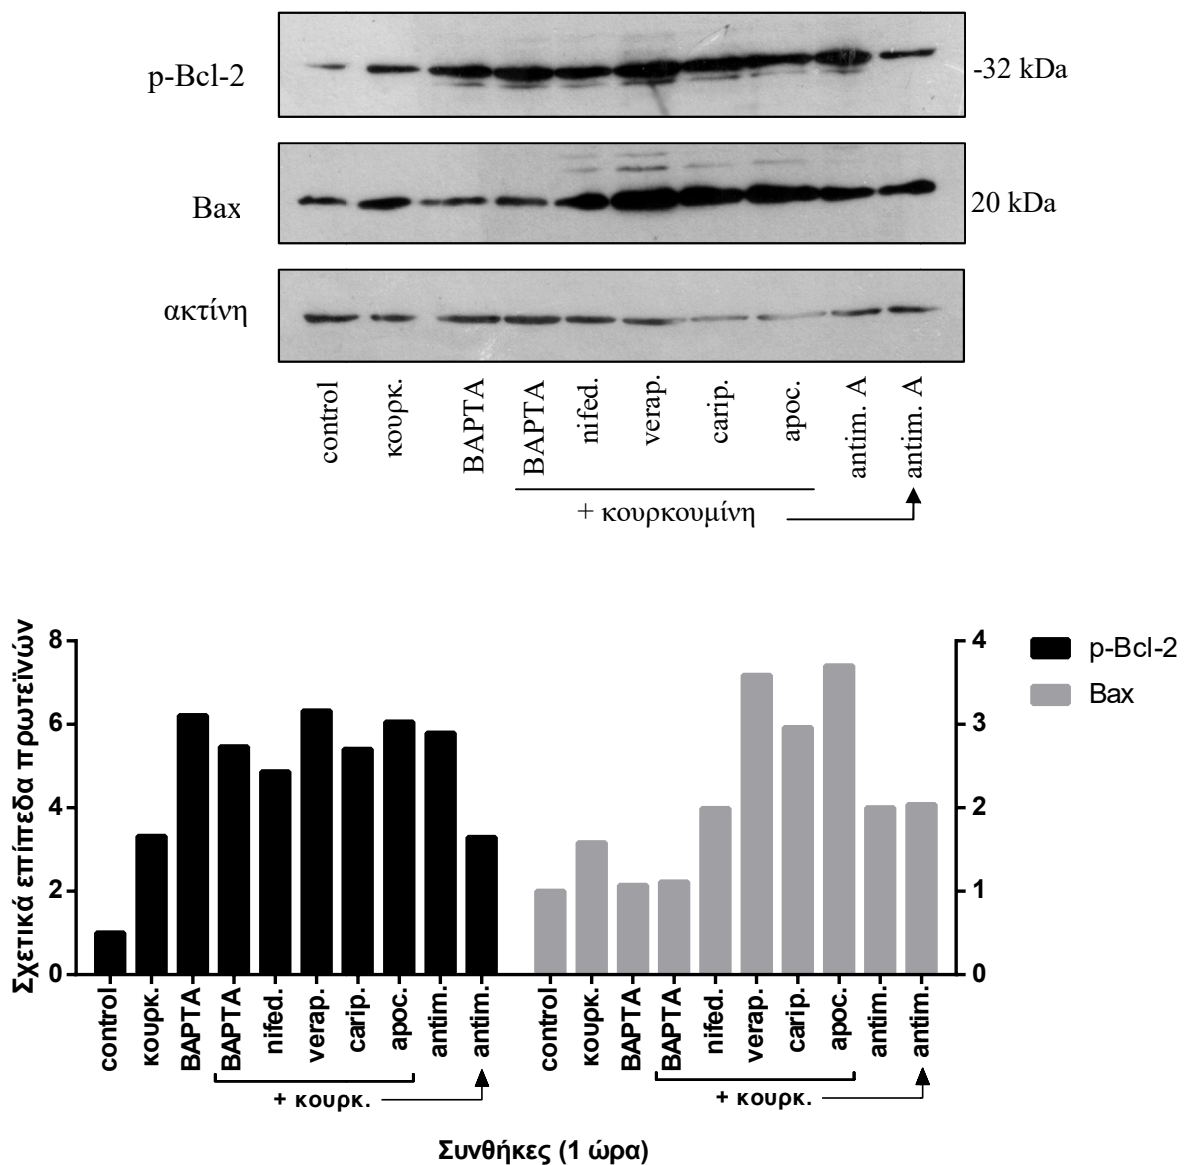 p-Bcl-2
-32 kDa
Bax
20 kDa
ακτίνη
control
κουρκ.
BAPTA
BAPTA
nifed.
verap.
carip.
apoc.
antim. A
antim. A
+ κουρκουμίνη
Σχετικά επίπεδα πρωτεϊνών
8
6
4
2
0
4
3
2
1
0
p-Bcl-2
Bax
control
κουρκ.
BAPTA
BAPTA
nifed.
verap.
carip.
apoc.
antim.
antim.
control
κουρκ.
BAPTA
BAPTA
nifed.
verap.
carip.
apoc.
antim.
antim.
+ κουρκ.
+ κουρκ.
Συνθήκες (1 ώρα)